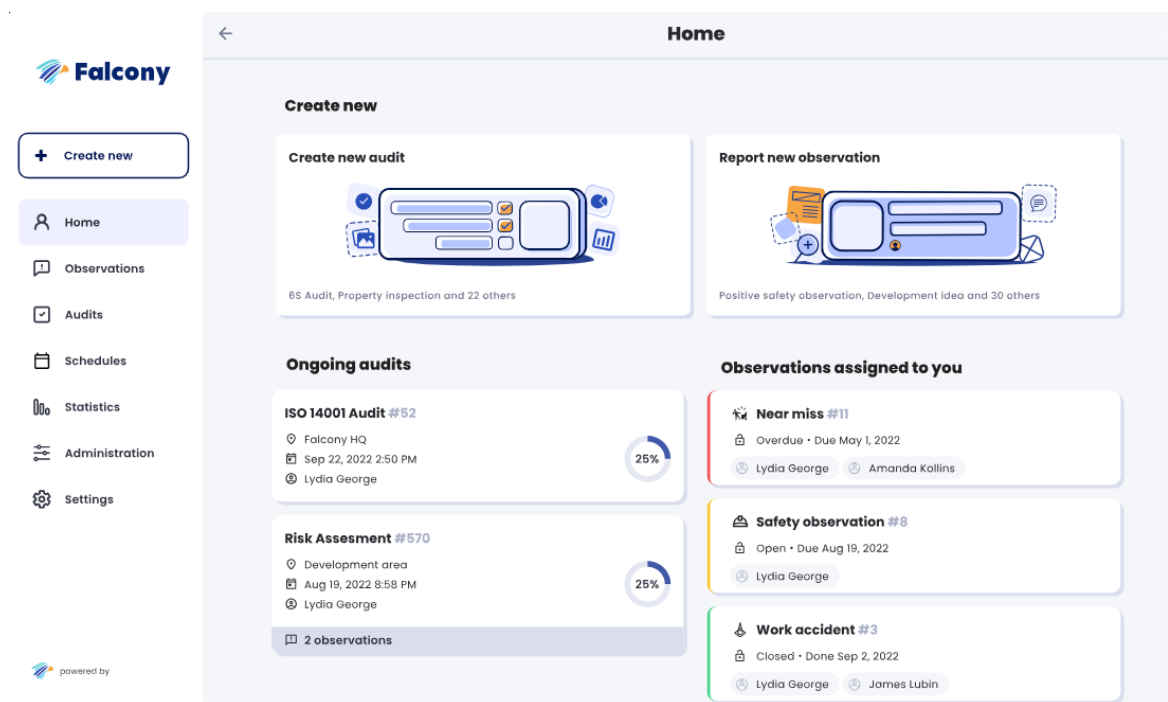 Home
Falcony
Create new
Home
Observations
Audits
Schedules
Statistics
Administration
Settings
powered by
Create new
Create new audit
6S Audit, Property inspection and 22 others
Report new observation
Positive safety observation, Development idea and 30 others
Ongoing audits
ISO 14001 Audit #52
Falcony HQ
Sep 22, 2022 2:50 PM
Lydia George
25%
Risk Assesment #570
Development area
Aug 19, 2022 8:58 PM
Lydia George
25%
2 observations
Observations assigned to you
Near miss #11
Overdue • Due May 1, 2022
Lydia George Amanda Kollins
Safety observation #8
Open • Due Aug 19, 2022
Lydia George
Work accident #3
Closed • Done Sep 2, 2022
Lydia George James Lubin